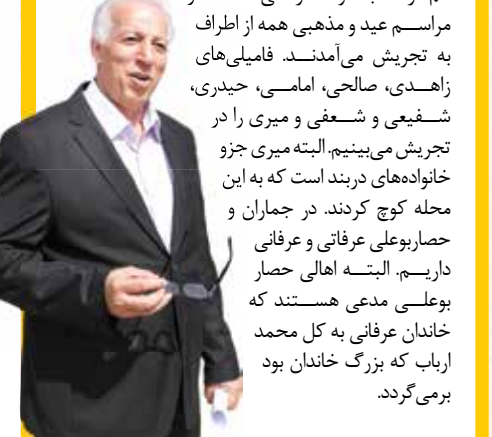 مراسم عید و مذهبی همه از اطراف
به تجریش می‌آمدند. فامیلی‌های
زاهدی، صالحی، امامی، حیدری،
شفیعی و شعفی و میری را در
تجریش می‌بینیم. البته میری جزو
خانواده‌های دربند است که به این
محله کوچ کردند. در جماران و
حصاربوعلی عرفاتی و عرفانی
داریم. البته اهالی حصار
بوعلی مدعی هستند که
خاندان عرفانی به کل محمد
ارباب که بزرگ خاندان بود
برمی‌گردد.